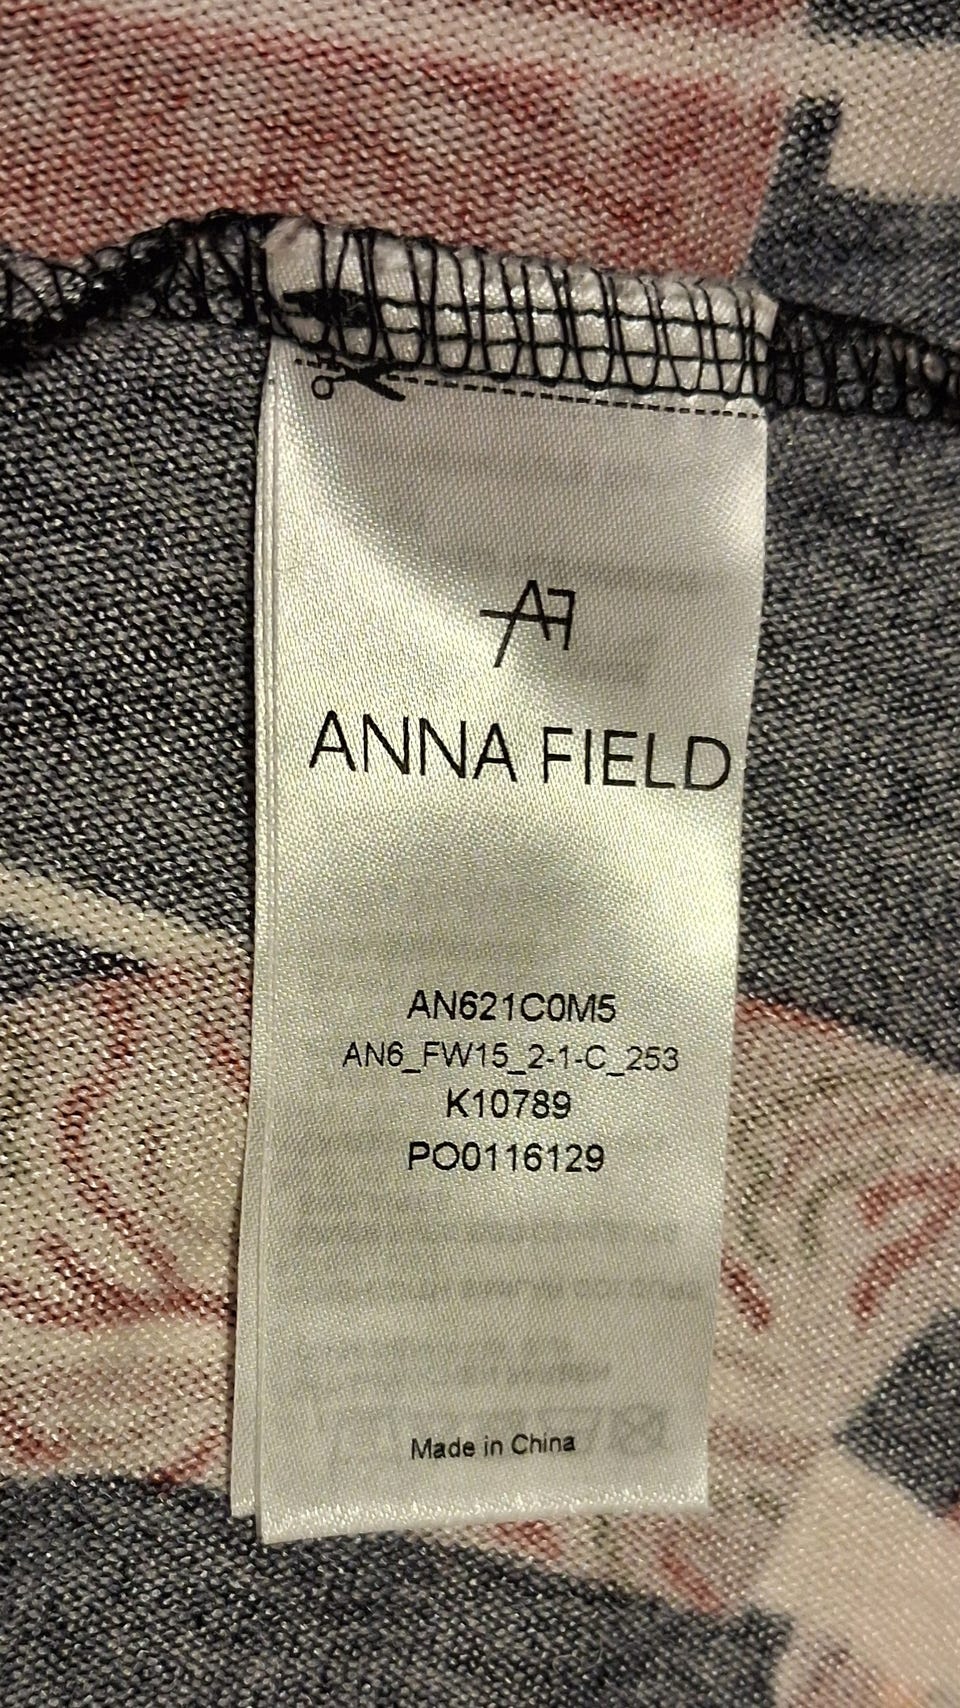 AF
ANNA FIELD
AN621C0M5
AN6_FW15_2-1-C_253
K10789
PO0116129
Made in China